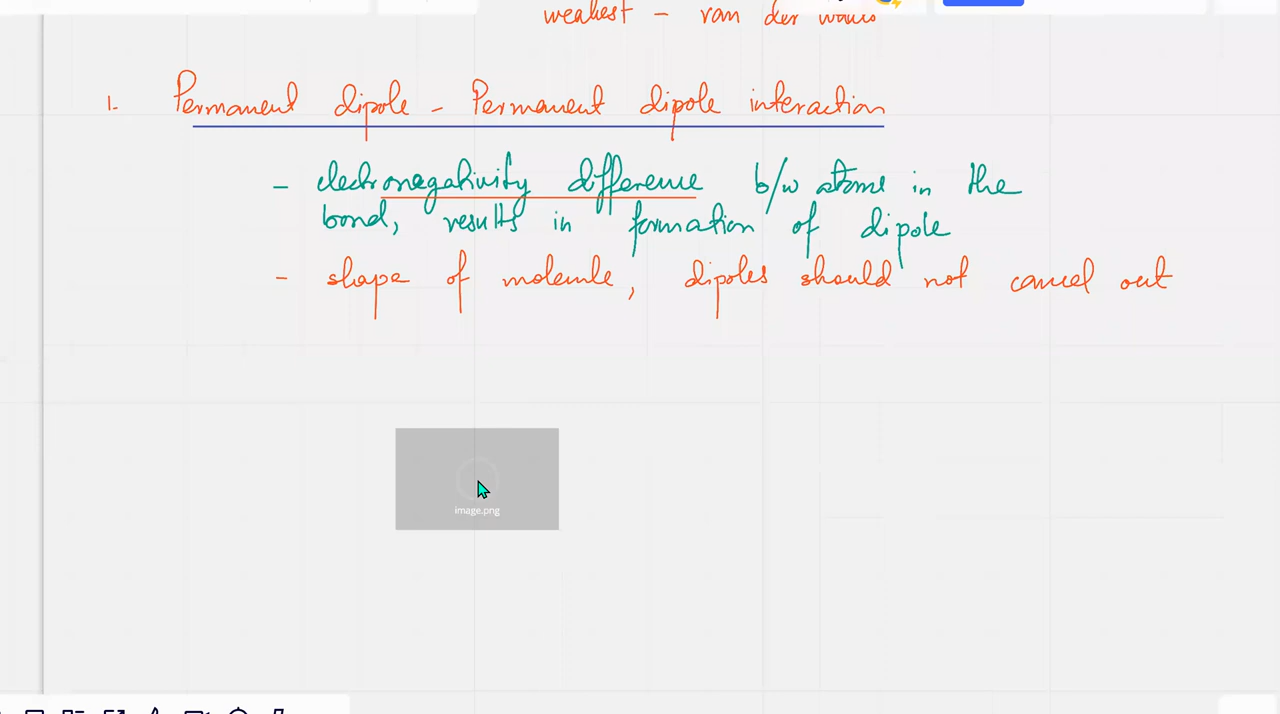 weakest - van der waals
1. Permanent dipole - Permanent dipole interaction
- electronegativity difference b/w atoms in the
bond, results in formation of dipole
- shape of molecule, dipoles should not cancel out
image.png